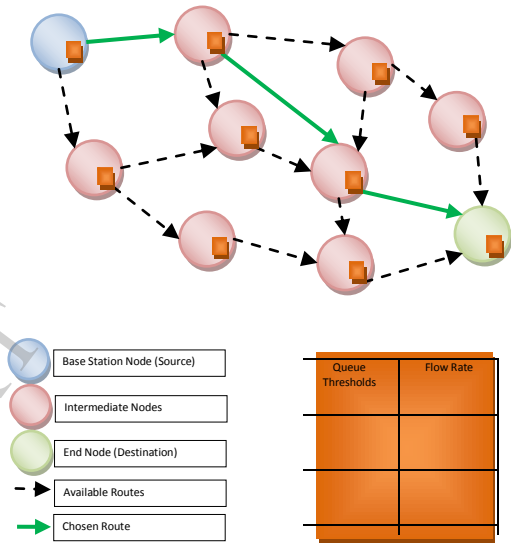 Base Station Node (Source)
Intermediate Nodes
End Node (Destination)
Available Routes
Chosen Route
Queue
Thresholds
Flow Rate